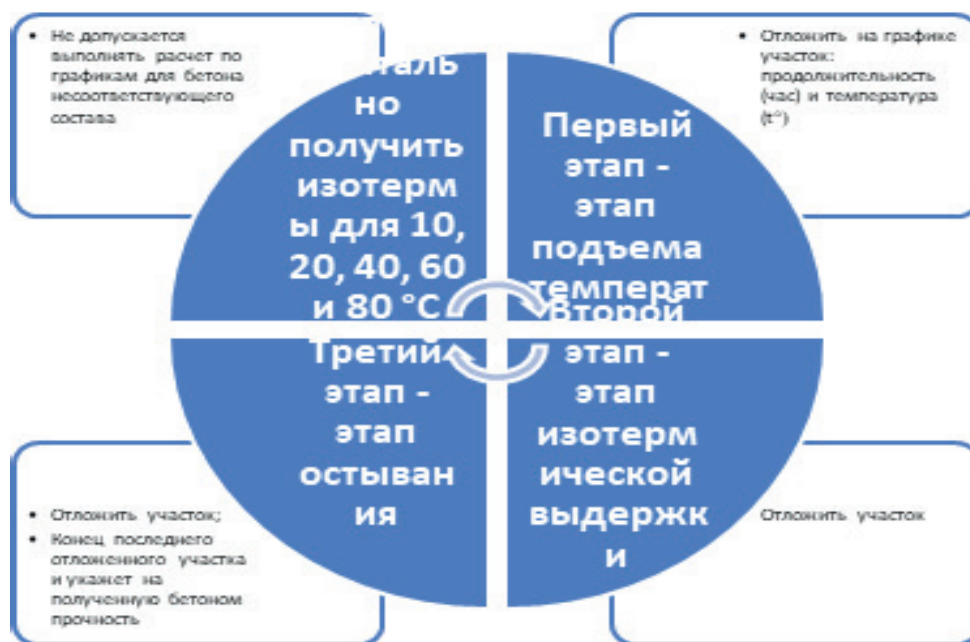 Не допускается
выполнять расчет по
графикам для бетона
несоответствующего
состава
но
получить
изотерм
ы для 10,
20, 40, 60
и 80 °C
Отложить на графике
участок:
продолжительность
(час) и температура
(t°)
Первый
этап -
этап
подъема
температ
Второй
этап -
этап
изотерм
ической
выдержк
и
Отложить участок
Третий
этап -
этап
остыван
ия
Отложить участок;
Конец последнего
отложенного участка
и укажет на
полученную бетоном
прочность